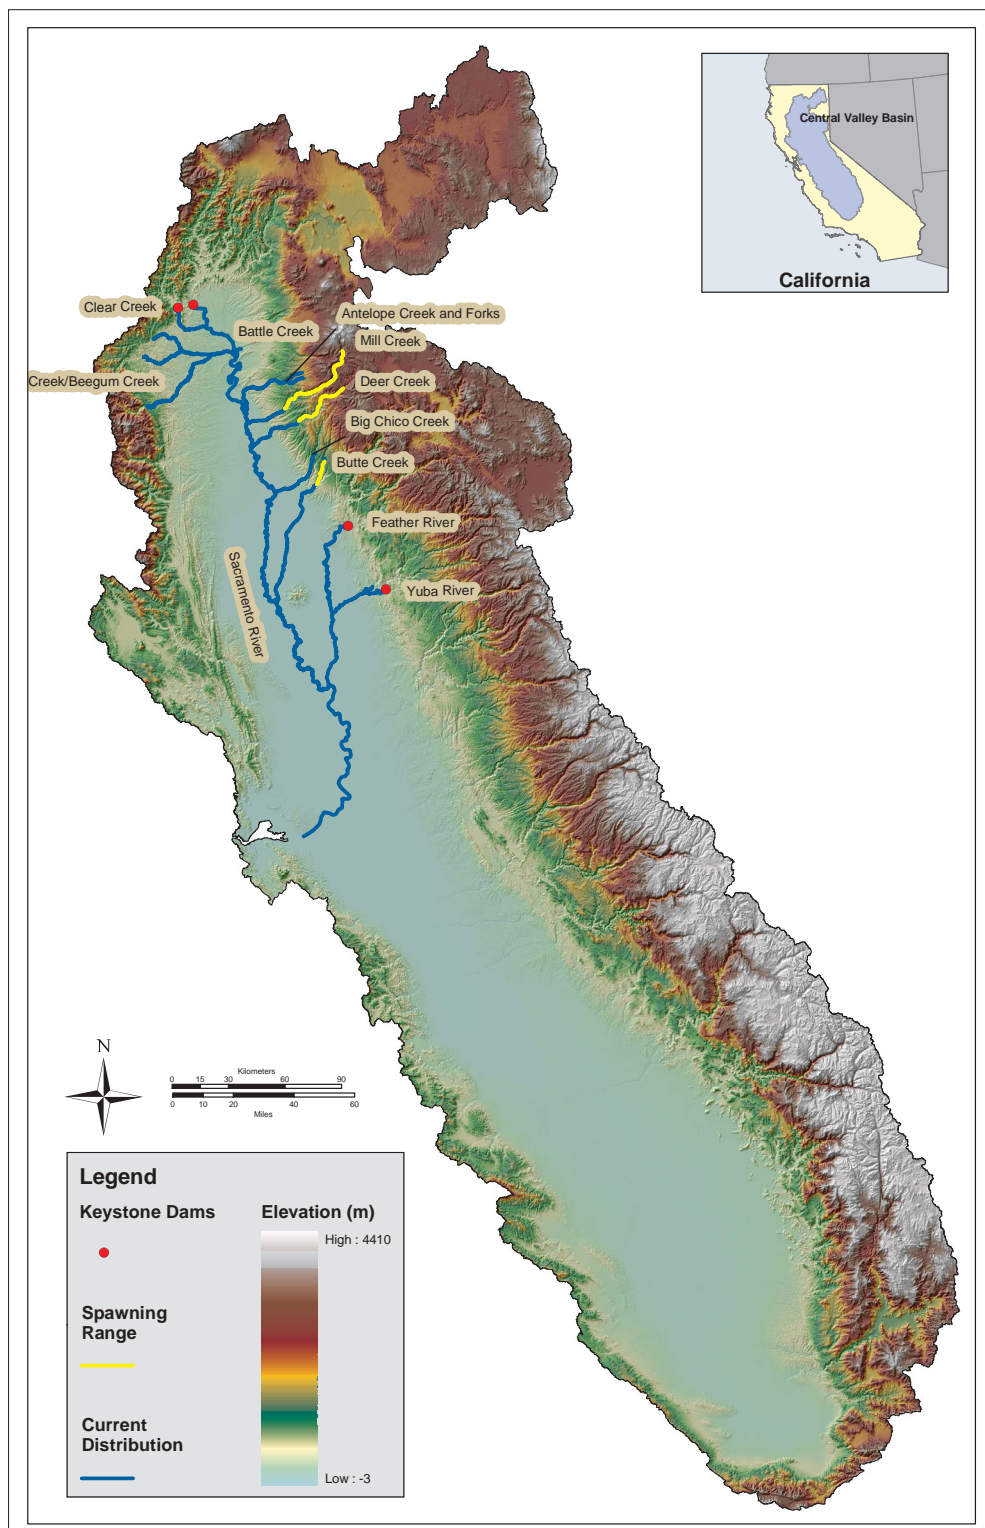 Central Valley Basin
California
Clear Creek
Antelope Creek and Forks
Battle Creek
Mill Creek
Creek/Beegum Creek
Deer Creek
Big Chico Creek
Butte Creek
Feather River
Sacramento River
Yuba River
N
Kilometers
0 15 30 60 90
0 10 20 40 60
Miles
Legend
Keystone Dams
Elevation (m)
High : 4410
Spawning
Range
Current
Distribution
Low : -3